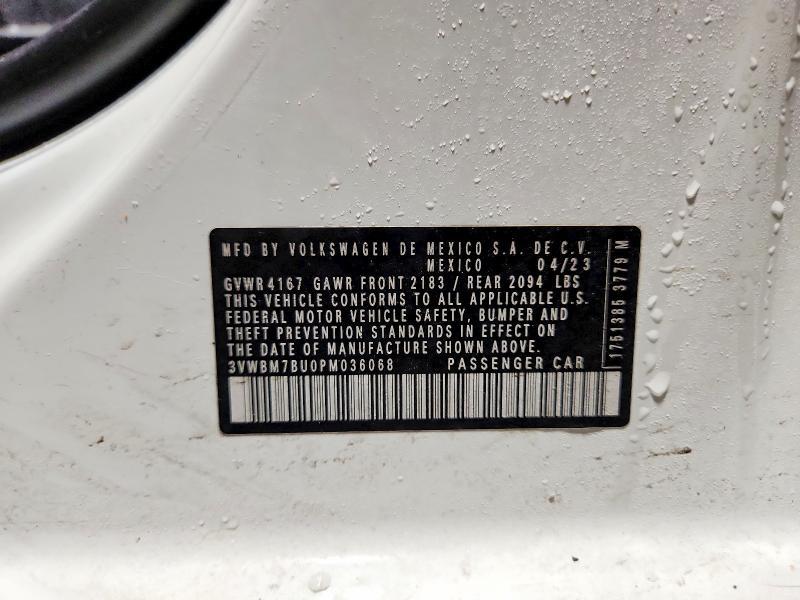 MFD BY VOLKSWAGEN DE MEXICO S.A. DE C.V.
MEXICO 04/23
GVWR 4167 GAWR FRONT 2183 / REAR 2094 LBS
THIS VEHICLE CONFORMS TO ALL APPLICABLE U.S.
FEDERAL MOTOR VEHICLE SAFETY, BUMPER AND
THEFT PREVENTION STANDARDS IN EFFECT ON
THE DATE OF MANUFACTURE SHOWN ABOVE.
3VWBM7BU0PM036068 PASSENGER CAR
1751385 3779 M